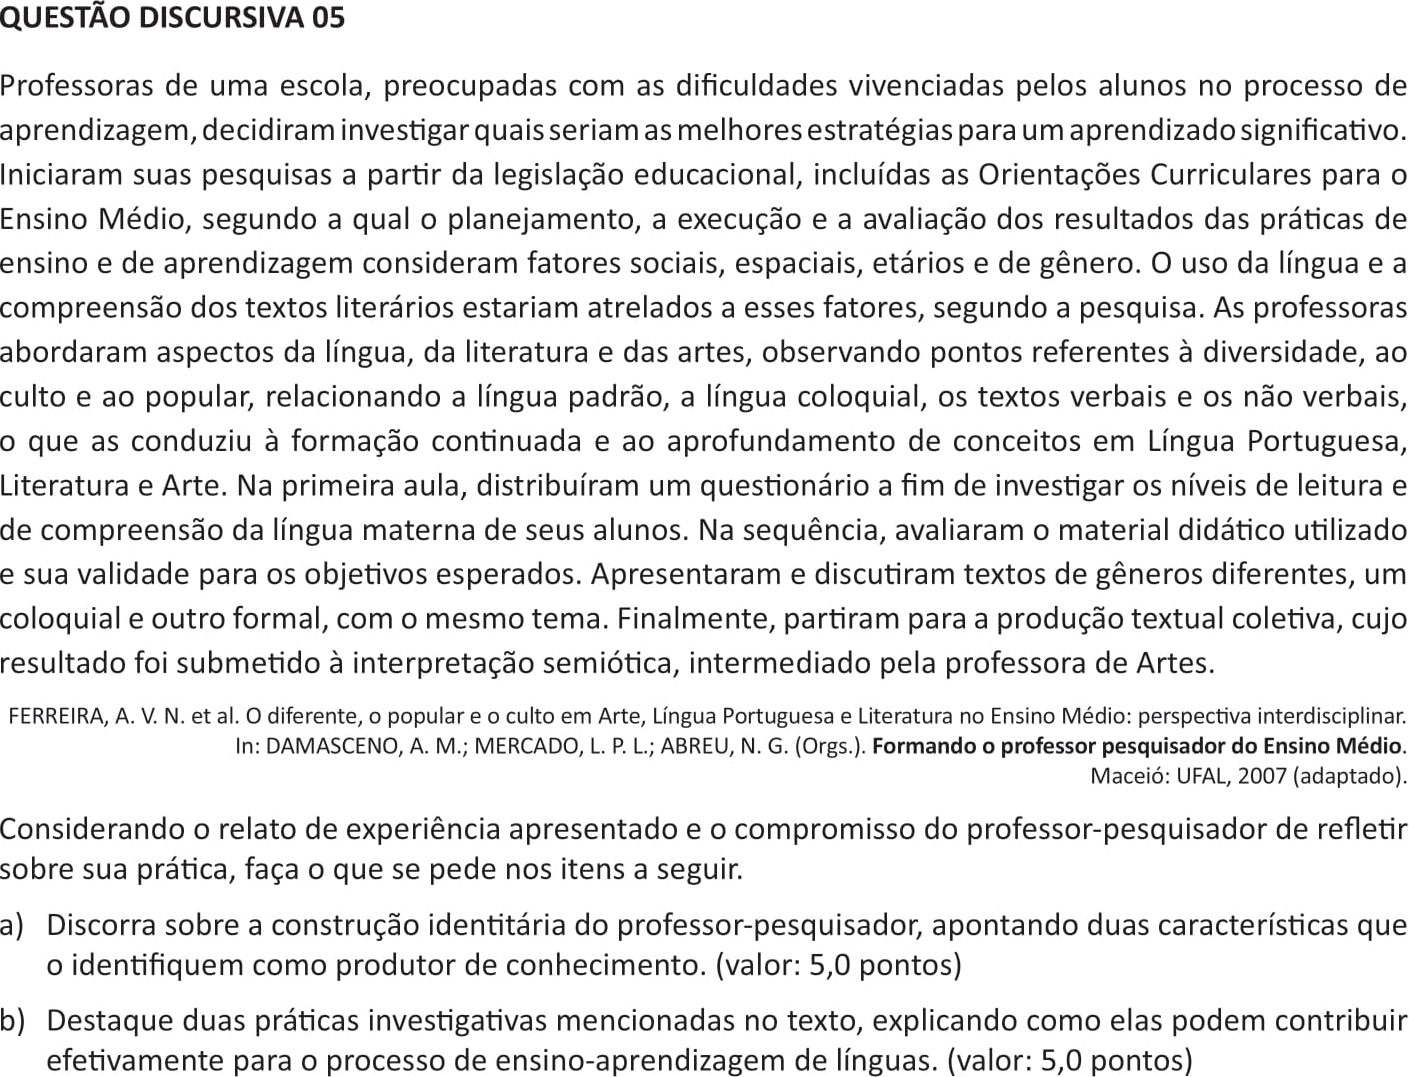 QUESTÃO DISCURSIVA 05
Professoras de uma escola, preocupadas com as dificuldades vivenciadas pelos alunos no processo de
aprendizagem, decidiram investigar quais seriam as melhores estratégias para um aprendizado significativo.
Iniciaram suas pesquisas a partir da legislação educacional, incluídas as Orientações Curriculares para o
Ensino Médio, segundo a qual o planejamento, a execução e a avaliação dos resultados das práticas de
ensino e de aprendizagem consideram fatores sociais, espaciais, etários e de gênero. O uso da língua e a
compreensão dos textos literários estariam atrelados a esses fatores, segundo a pesquisa. As professoras
abordaram aspectos da língua, da literatura e das artes, observando pontos referentes à diversidade, ao
culto e ao popular, relacionando a língua padrão, a língua coloquial, os textos verbais e os não verbais,
o que as conduziu à formação continuada e ao aprofundamento de conceitos em Língua Portuguesa,
Literatura e Arte. Na primeira aula, distribuíram um questionário a fim de investigar os níveis de leitura e
de compreensão da língua materna de seus alunos. Na sequência, avaliaram o material didático utilizado
e sua validade para os objetivos esperados. Apresentaram e discutiram textos de gêneros diferentes, um
coloquial e outro formal, com o mesmo tema. Finalmente, partiram para a produção textual coletiva, cujo
resultado foi submetido à interpretação semiótica, intermediado pela professora de Artes.
FERREIRA, A. V. N. et al. O diferente, o popular e o culto em Arte, Língua Portuguesa e Literatura no Ensino Médio: perspectiva interdisciplinar.
In: DAMASCENO, A. M.; MERCADO, L. P. L.; ABREU, N. G. (Orgs.). Formando o professor pesquisador do Ensino Médio.
Maceió: UFAL, 2007 (adaptado).
Considerando o relato de experiência apresentado e o compromisso do professor-pesquisador de refletir
sobre sua prática, faça o que se pede nos itens a seguir.
a) Discorra sobre a construção identitária do professor-pesquisador, apontando duas características que
o identifiquem como produtor de conhecimento. (valor: 5,0 pontos)
b) Destaque duas práticas investigativas mencionadas no texto, explicando como elas podem contribuir
efetivamente para o processo de ensino-aprendizagem de línguas. (valor: 5,0 pontos)